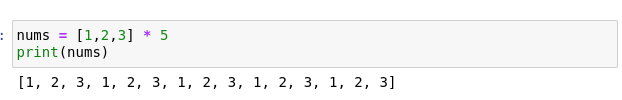 :
nums = [1,2,3] * 5
print(nums)
[1, 2, 3, 1, 2, 3, 1, 2, 3, 1, 2, 3, 1, 2, 3]